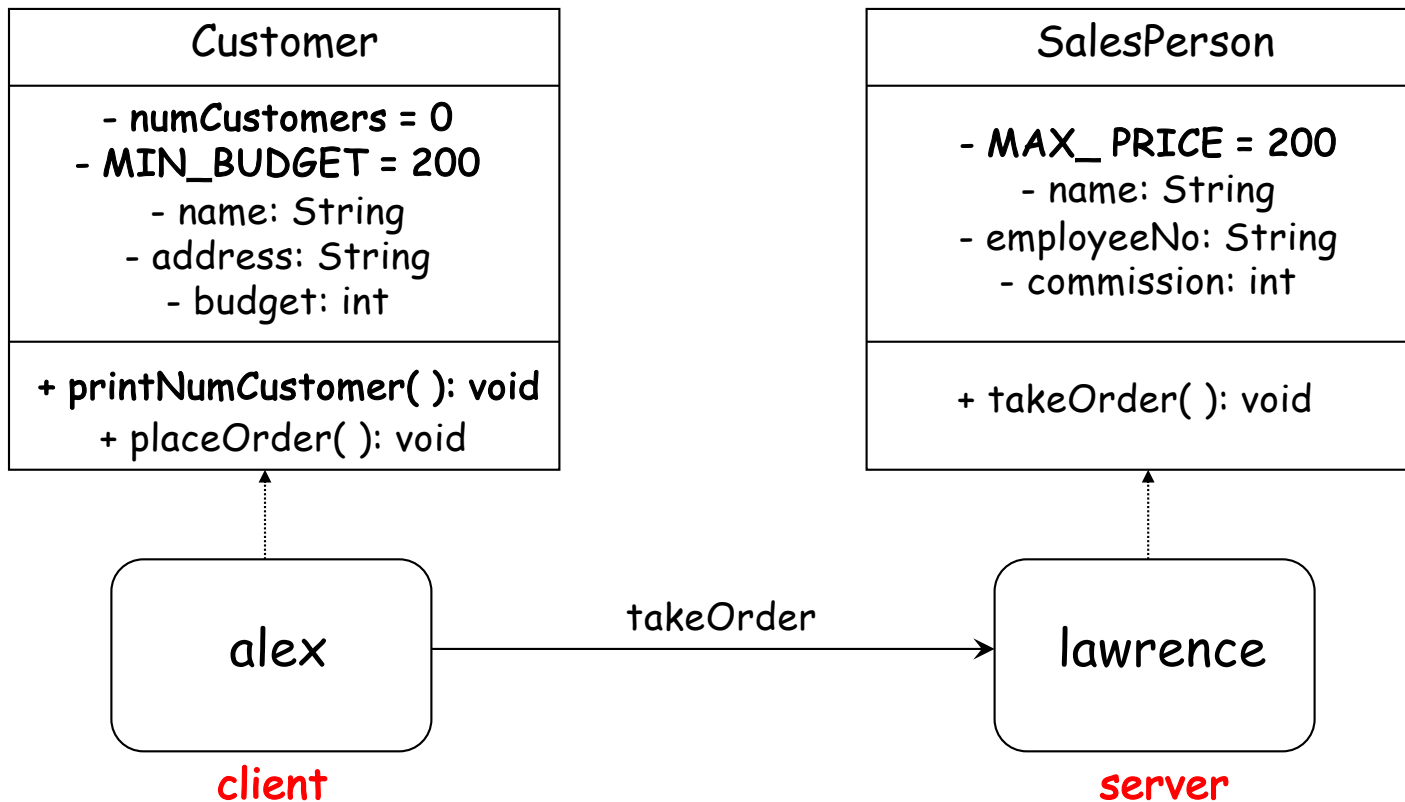 Customer
- numCustomers = 0
- MIN_BUDGET = 200
- name: String
- address: String
- budget: int
+ printNumCustomer( ): void
+ placeOrder( ): void
SalesPerson
- MAX_ PRICE = 200
- name: String
- employeeNo: String
- commission: int
+ takeOrder( ): void
alex
takeOrder
lawrence
client
server